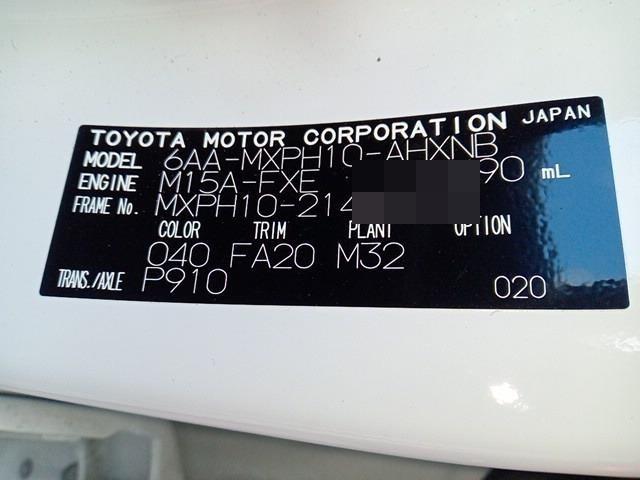 TOYOTA MOTOR CORPORATION JAPAN
MODEL 6AA-MXPH10-AHXNB
ENGINE M15A-FXE 90 mL
FRAME No. MXPH10-214
COLOR TRIM PLANT OPTION
040 FA20 M32
TRANS./AXLE P910 020